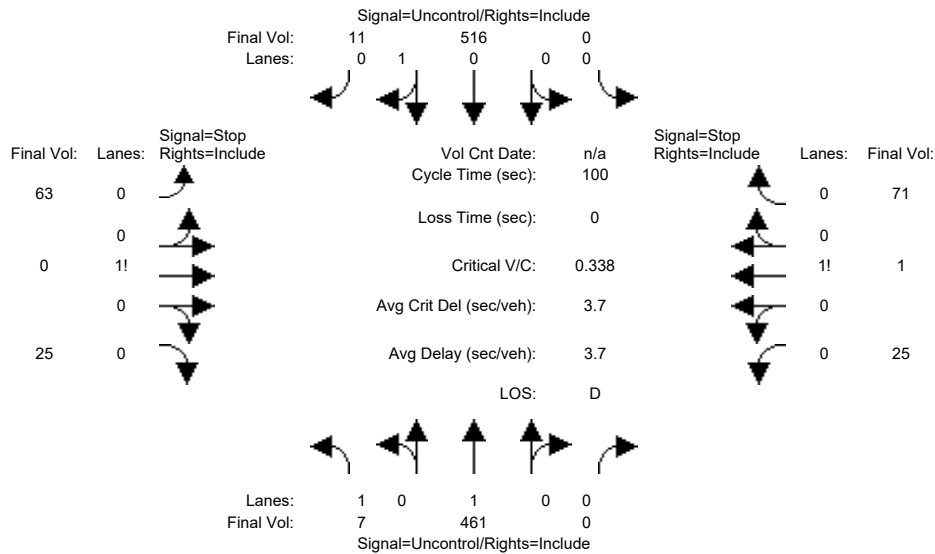 Signal=Uncontrol/Rights=Include
Final Vol: 11 516 0
Lanes: 0 1 0 0 0
Signal=Stop
Final Vol: Lanes: Rights=Include
Vol Cnt Date: n/a
Signal=Stop
Rights=Include Lanes: Final Vol:
Cycle Time (sec): 100
63 0
0 71
Loss Time (sec): 0
0
0
0 1!
Critical V/C: 0.338
1! 1
0
Avg Crit Del (sec/veh): 3.7
0
25 0
Avg Delay (sec/veh): 3.7
0 25
LOS: D
Lanes: 1 0 1 0 0
Final Vol: 7 461 0
Signal=Uncontrol/Rights=Include